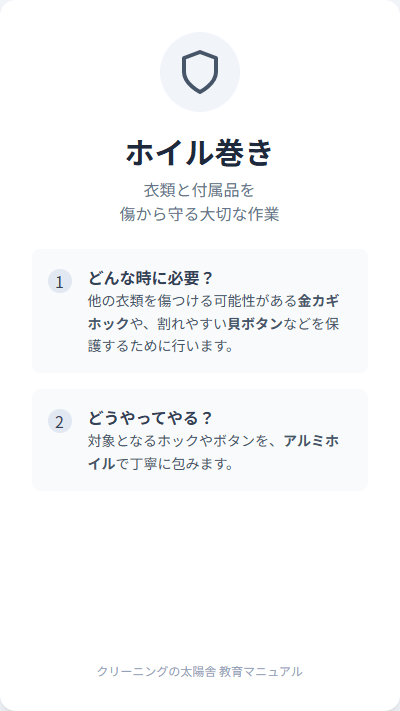 ホイル巻き
衣類と付属品を
傷から守る大切な作業
1
どんな時に必要？
他の衣類を傷つける可能性がある金カギ
ホックや、割れやすい貝ボタンなどを保
護するために行います。
2
どうやってやる？
対象となるホックやボタンを、アルミホ
イルで丁寧に包みます。
クリーニングの太陽舎 教育マニュアル